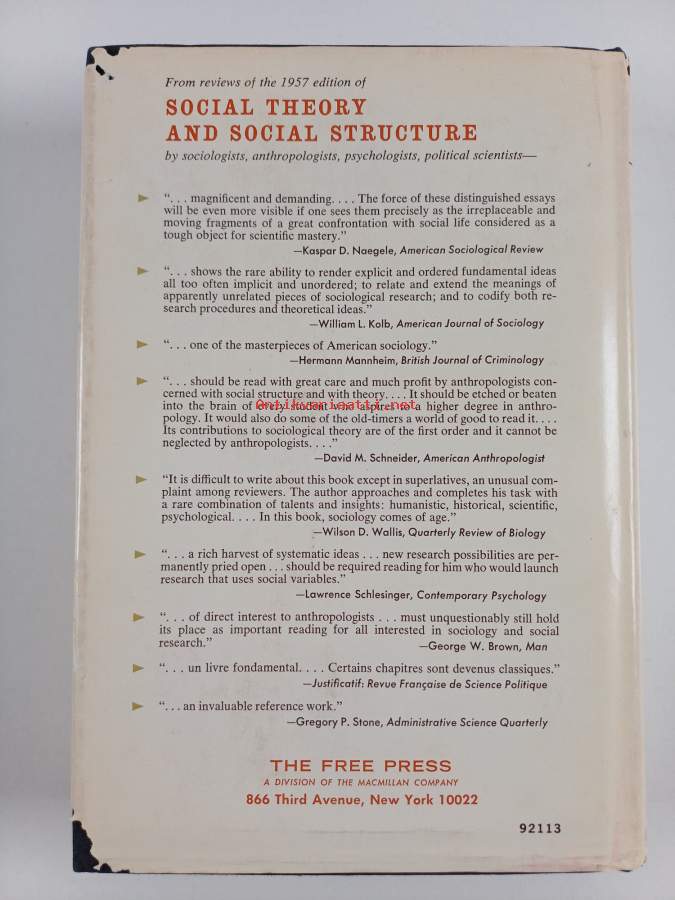 From reviews of the 1957 edition of
SOCIAL THEORY
AND SOCIAL STRUCTURE
by sociologists, anthropologists, psychologists, political scientists—
“. . . magnificent and demanding. . . . The force of these distinguished essays
will be even more visible if one sees them precisely as the irreplaceable and
moving fragments of a great confrontation with social life considered as a
tough object for scientific mastery.”
—Kaspar D. Naegele, American Sociological Review
“. . . shows the rare ability to render explicit and ordered fundamental ideas
all too often implicit and unordered; to relate and extend the meanings of
apparently unrelated pieces of sociological research; and to codify both re-
search procedures and theoretical ideas.”
—William L. Kolb, American Journal of Sociology
“. . . one of the masterpieces of American sociology.”
—Hermann Mannheim, British Journal of Criminology
“. . . should be read with great care and much profit by anthropologists con-
cerned with social structure and with theory. . . . It should be etched or beaten
into the brain of every student who aspires to a higher degree in anthro-
antikvariaatti.net
pology. It would also do some of the old-timers a world of good to read it. . . .
Its contributions to sociological theory are of the first order and it cannot be
neglected by anthropologists. . . .”
—David M. Schneider, American Anthropologist
“It is difficult to write about this book except in superlatives, an unusual com-
plaint among reviewers. The author approaches and completes his task with
a rare combination of talents and insights: humanistic, historical, scientific,
psychological. . . . In this book, sociology comes of age.”
—Wilson D. Wallis, Quarterly Review of Biology
“. . . a rich harvest of systematic ideas . . . new research possibilities are per-
manently pried open . . . should be required reading for him who would launch
research that uses social variables.”
—Lawrence Schlesinger, Contemporary Psychology
“. . . of direct interest to anthropologists . . . must unquestionably still hold
its place as important reading for all interested in sociology and social
research.” —George W. Brown, Man
“. . . un livre fondamental. . . . Certains chapitres sont devenus classiques.”
—Justificatif: Revue Française de Science Politique
“. . . an invaluable reference work.”
—Gregory P. Stone, Administrative Science Quarterly
THE FREE PRESS
A DIVISION OF THE MACMILLAN COMPANY
866 Third Avenue, New York 10022
92113